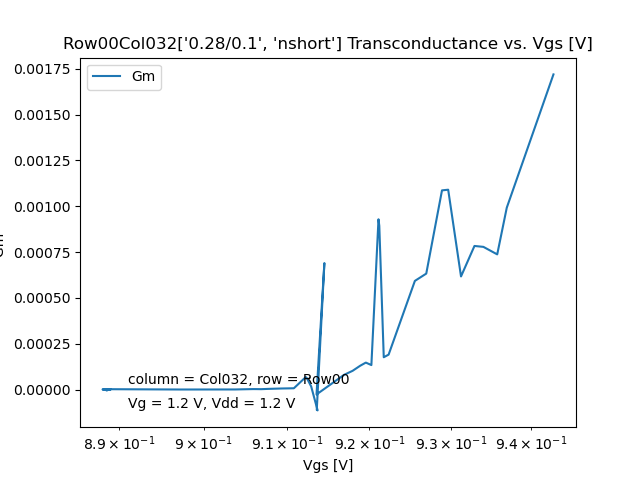 Row00Col032['0.28/0.1', 'nshort'] Transconductance vs. Vgs [V]
Gm
0.00175
0.00150
0.00125
0.00100
0.00075
0.00050
0.00025
0.00000
column = Col032, row = Row00
Vg = 1.2 V, Vdd = 1.2 V
8.9 × 10⁻¹ 9 × 10⁻¹ 9.1 × 10⁻¹ 9.2 × 10⁻¹ 9.3 × 10⁻¹ 9.4 × 10⁻¹
Vgs [V]